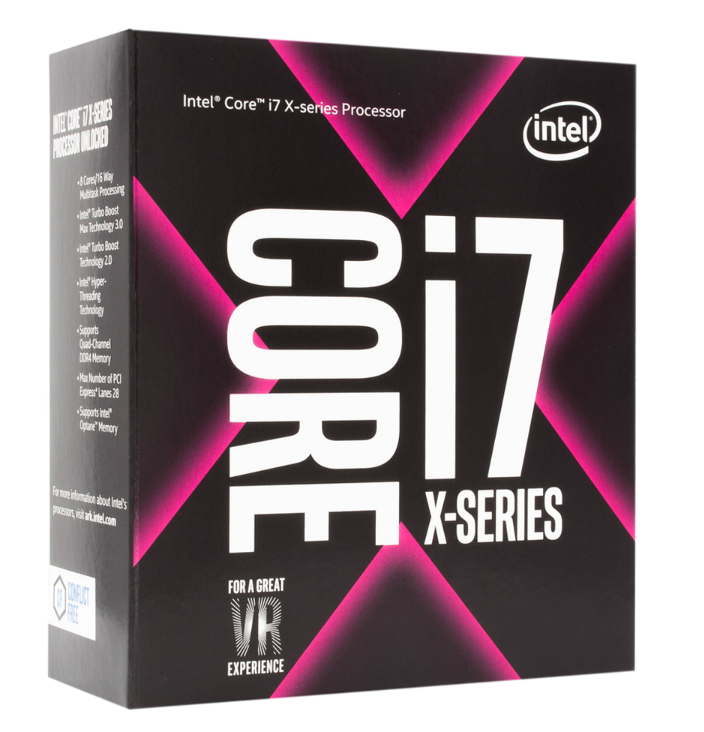 Intel® Core™ i7 X-series Processor
intel®
CORE
i7
X-SERIES
FOR A GREAT
VR
EXPERIENCE
INTEL® CORE™ i7 X-SERIES
PROCESSOR UNLOCKED
• 8 Cores/16 Way
Multitask Processing
• Intel® Turbo Boost
Max Technology 3.0
• Intel® Turbo Boost
Technology 2.0
• Intel® Hyper-
Threading
Technology
• Supports
Quad-Channel
DDR4 Memory
• Max Number of PCI
Express® Lanes 28
• Supports Intel®
Optane™ Memory
For more information about Intel's
processors, visit ark.intel.com
CF
CONFLICT
FREE